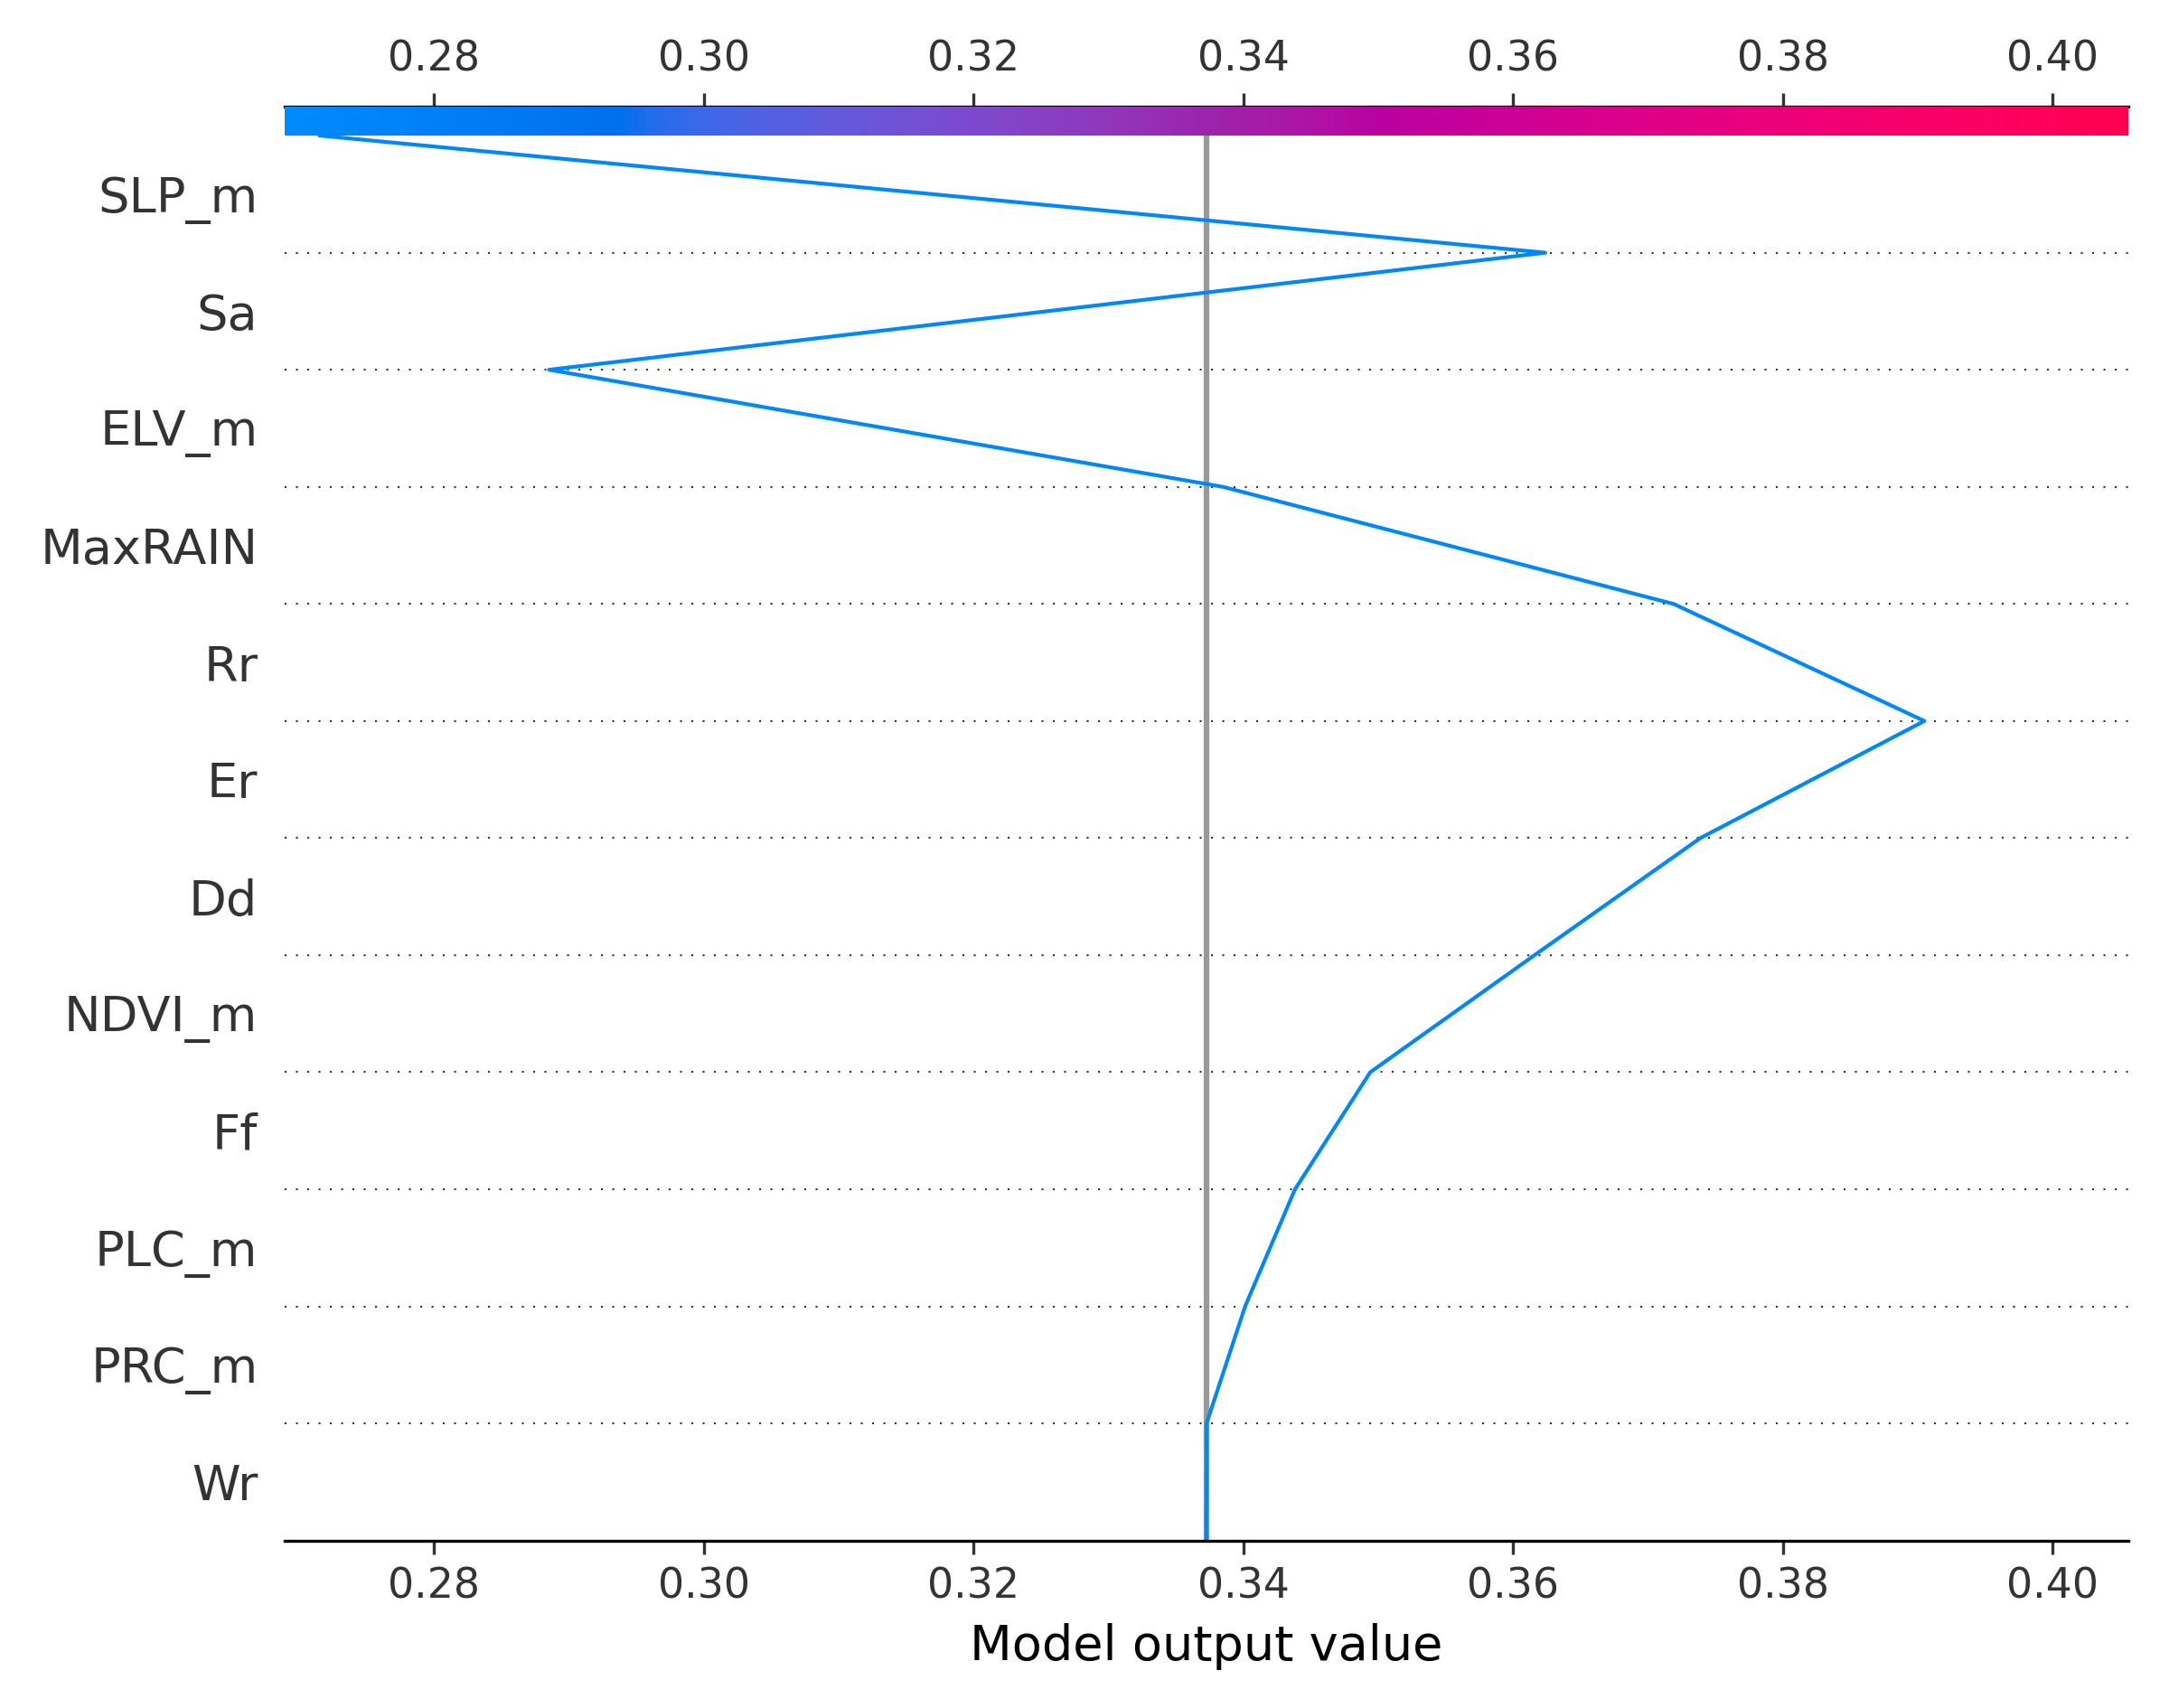 0.28 0.30 0.32 0.34 0.36 0.38 0.40
SLP_m
Sa
ELV_m
MaxRAIN
Rr
Er
Dd
NDVI_m
Ff
PLC_m
PRC_m
Wr
0.28 0.30 0.32 0.34 0.36 0.38 0.40
Model output value